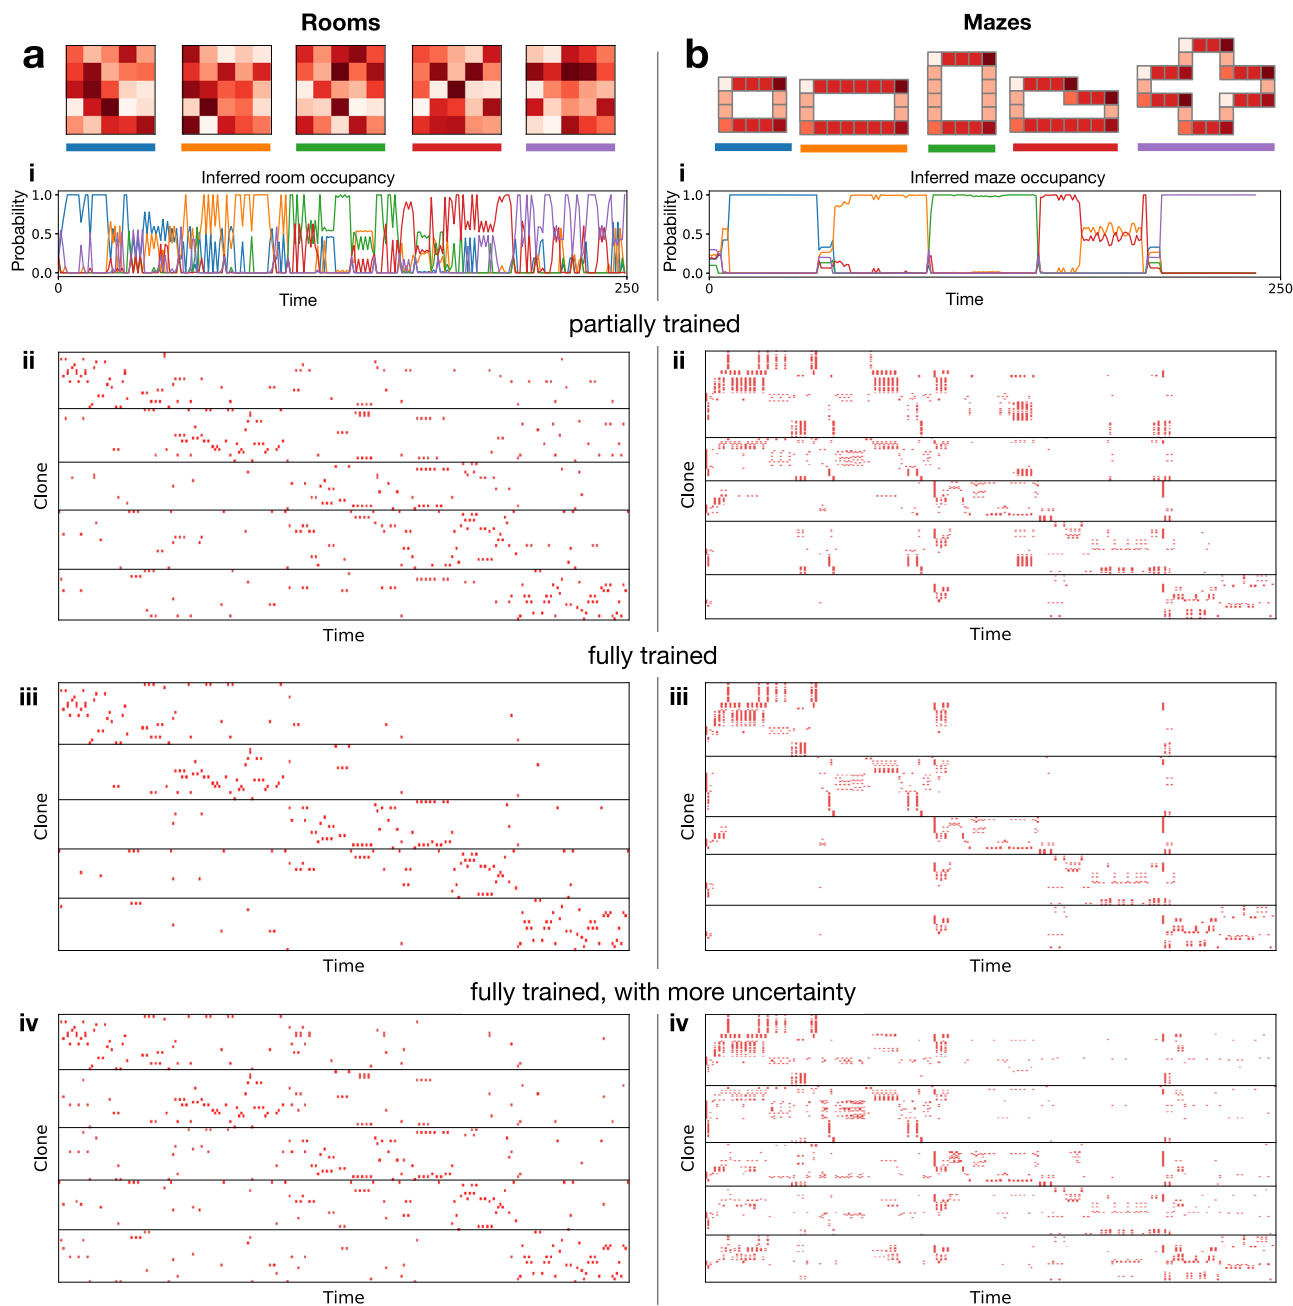 Rooms
Mazes
a
b
i
Inferred room occupancy
Probability
1.0
0.5
0.0
0
250
Time
i
Inferred maze occupancy
Probability
1.0
0.5
0.0
0
250
Time
partially trained
ii
Clone
Time
ii
Clone
Time
fully trained
iii
Clone
Time
iii
Clone
Time
fully trained, with more uncertainty
iv
Clone
Time
iv
Clone
Time